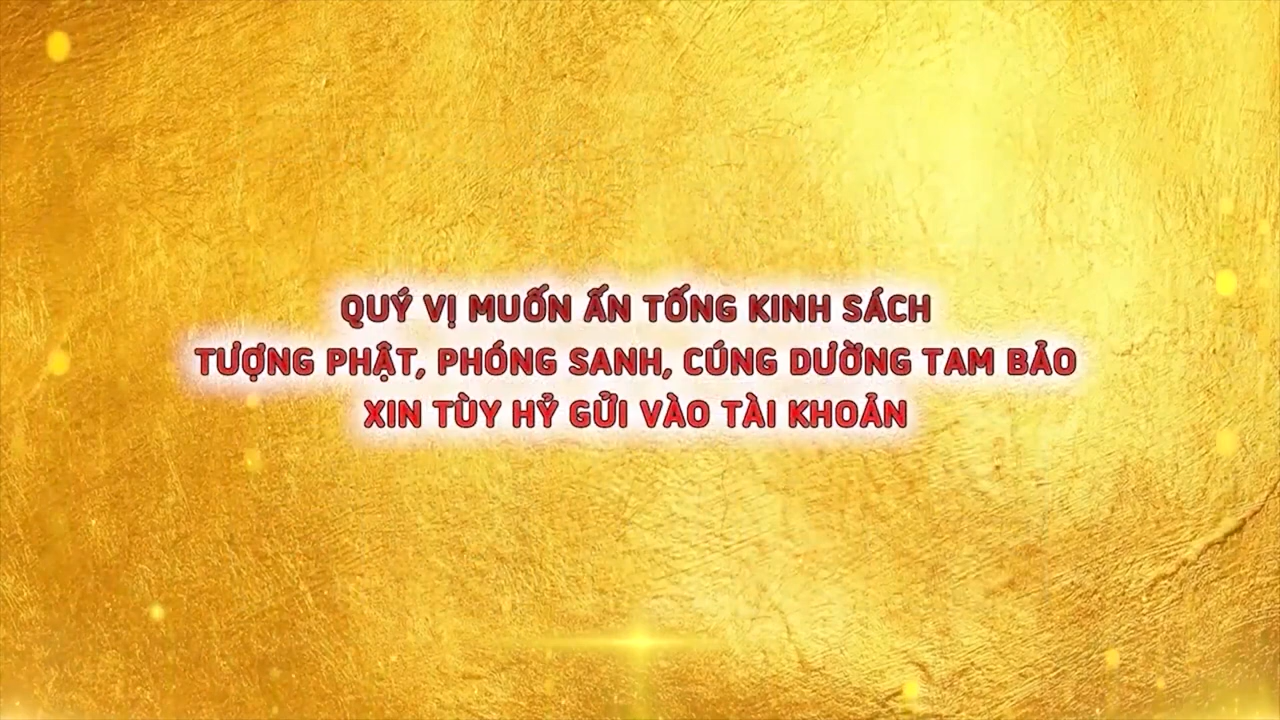 QUÝ VỊ MUỐN ẤN TỐNG KINH SÁCH
TƯỢNG PHẬT, PHÓNG SANH, CÚNG DƯỜNG TAM BẢO
XIN TÙY HỶ GỬI VÀO TÀI KHOẢN